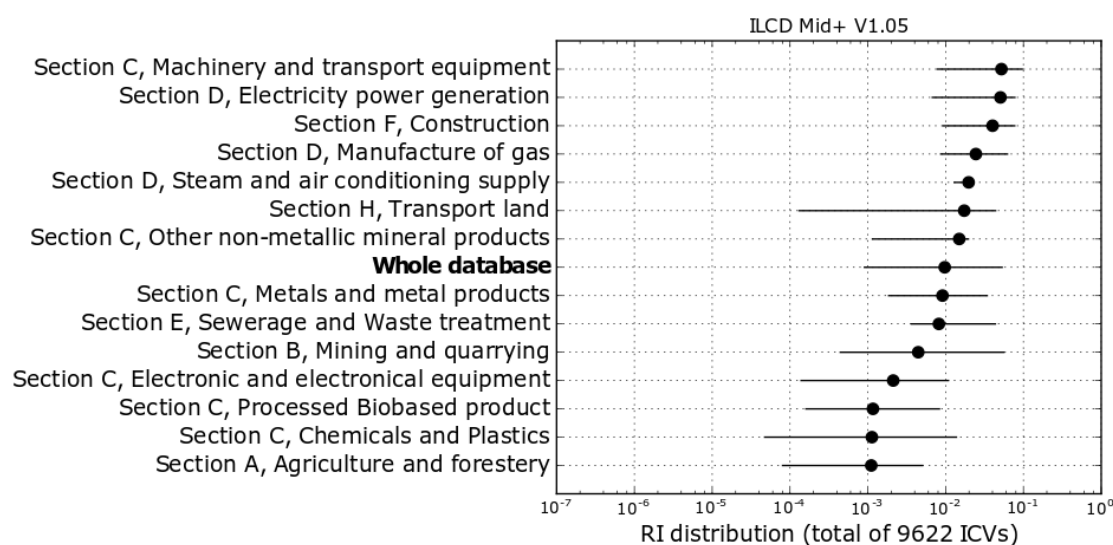 ILCD Mid+ V1.05
Section C, Machinery and transport equipment
Section D, Electricity power generation
Section F, Construction
Section D, Manufacture of gas
Section D, Steam and air conditioning supply
Section H, Transport land
Section C, Other non-metallic mineral products
Whole database
Section C, Metals and metal products
Section E, Sewerage and Waste treatment
Section B, Mining and quarrying
Section C, Electronic and electronical equipment
Section C, Processed Biobased product
Section C, Chemicals and Plastics
Section A, Agriculture and forestery
10⁻⁷ 10⁻⁶ 10⁻⁵ 10⁻⁴ 10⁻³ 10⁻² 10⁻¹ 10⁰
RI distribution (total of 9622 ICVs)